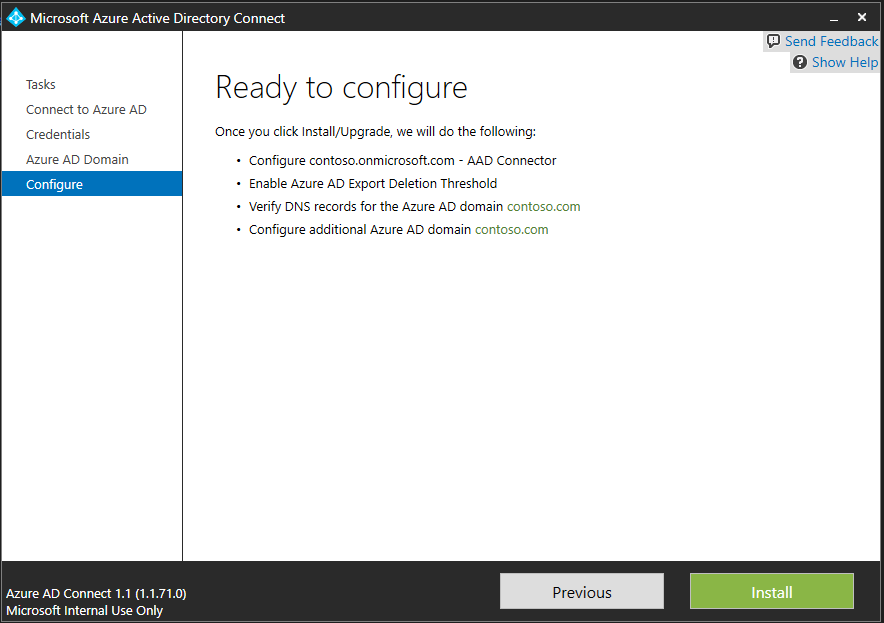 Microsoft Azure Active Directory Connect
Send Feedback
Show Help
Tasks
Connect to Azure AD
Credentials
Azure AD Domain
Configure
Ready to configure
Once you click Install/Upgrade, we will do the following:
• Configure contoso.onmicrosoft.com - AAD Connector
• Enable Azure AD Export Deletion Threshold
• Verify DNS records for the Azure AD domain contoso.com
• Configure additional Azure AD domain contoso.com
Azure AD Connect 1.1 (1.1.71.0)
Microsoft Internal Use Only
Previous
Install